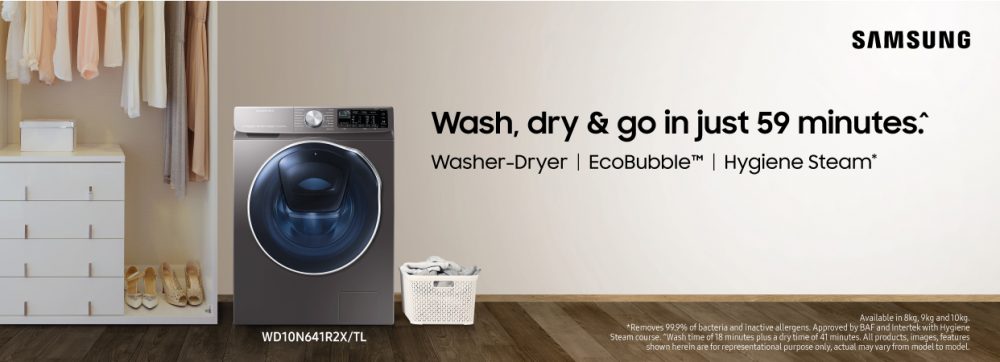 SAMSUNG
Wash, dry & go in just 59 minutes.^
Washer-Dryer | EcoBubble™ | Hygiene Steam*
WD10N641R2X/TL
Available in 8kg, 9kg and 10kg.
*Removes 99.9% of bacteria and inactive allergens. Approved by BAF and Intertek with Hygiene
Steam course. ^Wash time of 18 minutes plus a dry time of 41 minutes. All products, images, features
shown herein are for representational purpose only, actual may vary from model to model.